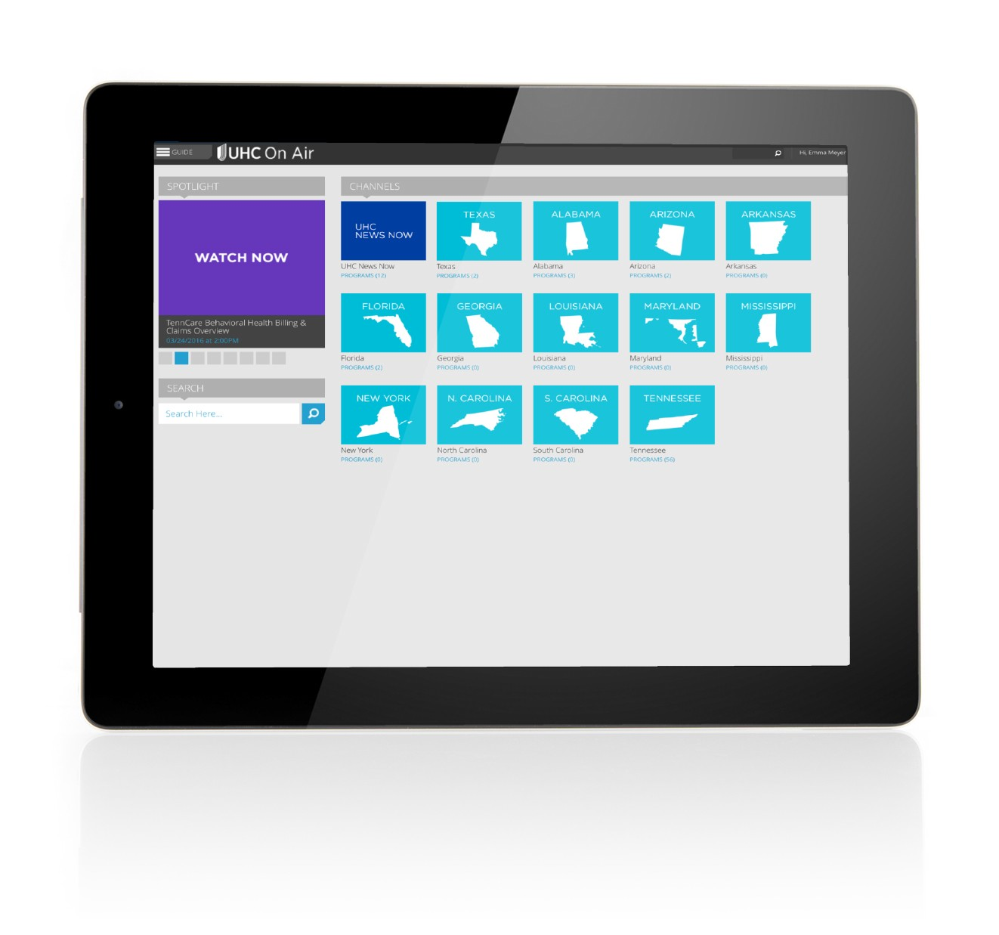 GUIDE
UHC On Air
Hi, Emma Meyer
SPOTLIGHT
WATCH NOW
TennCare Behavioral Health Billing &
Claims Overview
03/24/2016 at 2:00PM
SEARCH
Search Here...
CHANNELS
UHC
NEWS NOW
UHC News Now
PROGRAMS (12)
TEXAS
Texas
PROGRAMS (2)
ALABAMA
Alabama
PROGRAMS (3)
ARIZONA
Arizona
PROGRAMS (2)
ARKANSAS
Arkansas
PROGRAMS (0)
FLORIDA
Florida
PROGRAMS (2)
GEORGIA
Georgia
PROGRAMS (0)
LOUISIANA
Louisiana
PROGRAMS (0)
MARYLAND
Maryland
PROGRAMS (0)
MISSISSIPPI
Mississippi
PROGRAMS (0)
NEW YORK
New York
PROGRAMS (0)
N. CAROLINA
North Carolina
PROGRAMS (0)
S. CAROLINA
South Carolina
PROGRAMS (0)
TENNESSEE
Tennessee
PROGRAMS (56)